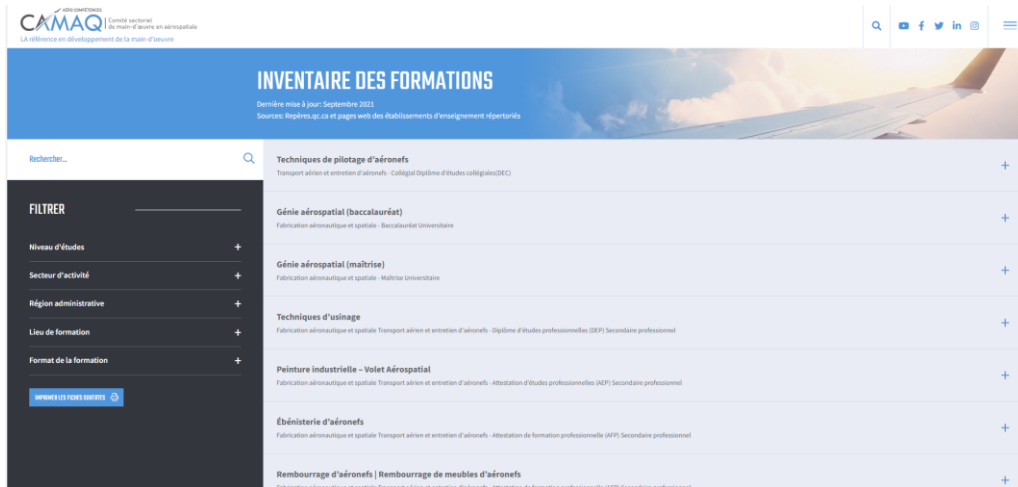 AÉRO COMPÉTENCES
CAMAQ
Comité sectoriel
de main-d'œuvre en aérospatiale
LA référence en développement de la main-d'oeuvre
INVENTAIRE DES FORMATIONS
Dernière mise à jour: Septembre 2021
Sources: Repères.qc.ca et pages web des établissements d'enseignement répertoriés
Rechercher...
FILTRER
Niveau d'études
Secteur d'activité
Région administrative
Lieu de formation
Format de la formation
IMPRIMER LES FICHES OUVERTES
Techniques de pilotage d'aéronefs
Transport aérien et entretien d'aéronefs - Collégial Diplôme d'études collégiales(DEC)
Génie aérospatial (baccalauréat)
Fabrication aéronautique et spatiale - Baccalauréat Universitaire
Génie aérospatial (maîtrise)
Fabrication aéronautique et spatiale - Maîtrise Universitaire
Techniques d'usinage
Fabrication aéronautique et spatiale Transport aérien et entretien d'aéronefs - Diplôme d'études professionnelles (DEP) Secondaire professionnel
Peinture industrielle – Volet Aérospatial
Fabrication aéronautique et spatiale Transport aérien et entretien d'aéronefs - Attestation d'études professionnelles (AEP) Secondaire professionnel
Ébénisterie d'aéronefs
Fabrication aéronautique et spatiale Transport aérien et entretien d'aéronefs - Attestation de formation professionnelle (AFP) Secondaire professionnel
Rembourrage d'aéronefs | Rembourrage de meubles d'aéronefs